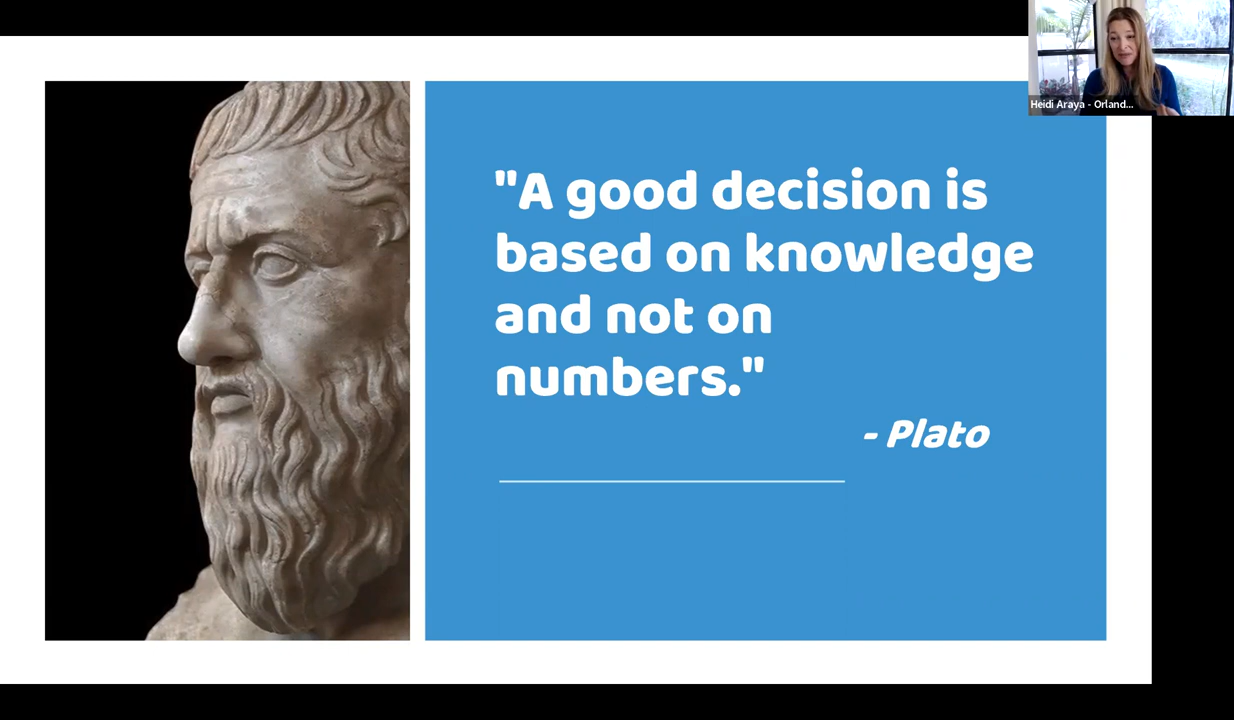 Heidi Araya - Orland...
"A good decision is
based on knowledge
and not on
numbers."
- Plato